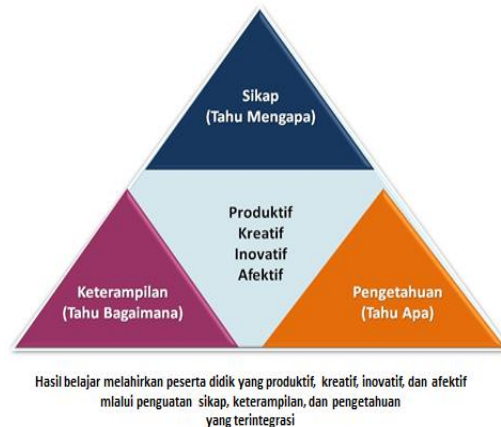 Sikap
(Tahu Mengapa)
Produktif
Kreatif
Inovatif
Afektif
Keterampilan
(Tahu Bagaimana)
Pengetahuan
(Tahu Apa)
Hasil belajar melahirkan peserta didik yang produktif, kreatif, inovatif, dan afektif
mlalui penguatan sikap, keterampilan, dan pengetahuan
yang terintegrasi